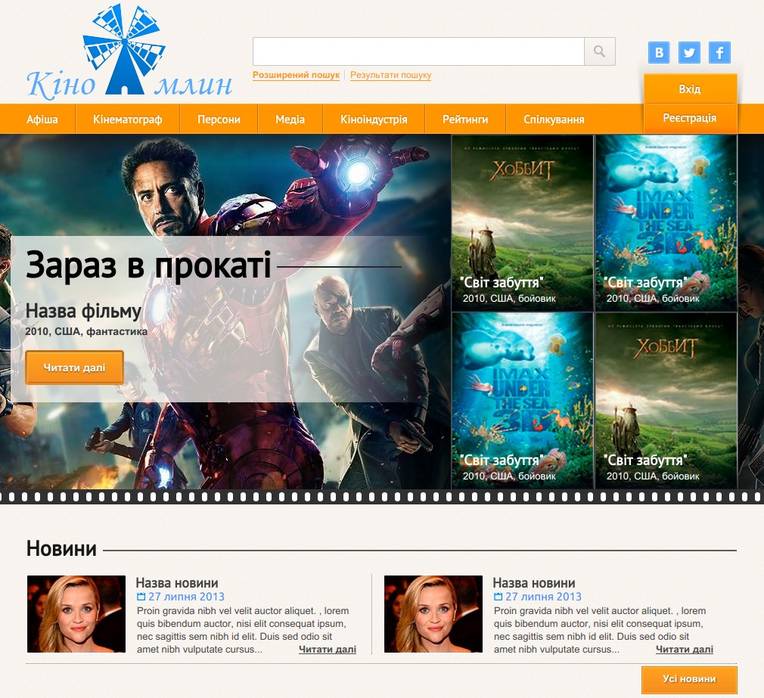 Кіно млин
Розширений пошук
Результати пошуку
В
f
Вхід
Реєстрація
Афіша
Кінематограф
Персони
Медіа
Кіноіндустрія
Рейтинги
Спілкування
Зараз в прокаті
Назва фільму
2010, США, фантастика
Читати далі
ХОББИТ
"Світ забуття"
2010, США, бойовик
IMAX
UNDER
THE SEA
3D
"Світ забуття"
2010, США, бойовик
IMAX
UNDER
THE SEA
3D
"Світ забуття"
2010, США, бойовик
ХОББИТ
"Світ забуття"
2010, США, бойовик
Новини
Назва новини
27 липня 2013
Proin gravida nibh vel velit auctor aliquet. , lorem
quis bibendum auctor, nisi elit consequat ipsum,
nec sagittis sem nibh id elit. Duis sed odio sit
amet nibh vulputate cursus...
Читати далі
Назва новини
27 липня 2013
Proin gravida nibh vel velit auctor aliquet. , lorem
quis bibendum auctor, nisi elit consequat ipsum,
nec sagittis sem nibh id elit. Duis sed odio sit
amet nibh vulputate cursus...
Читати далі
Усі новини